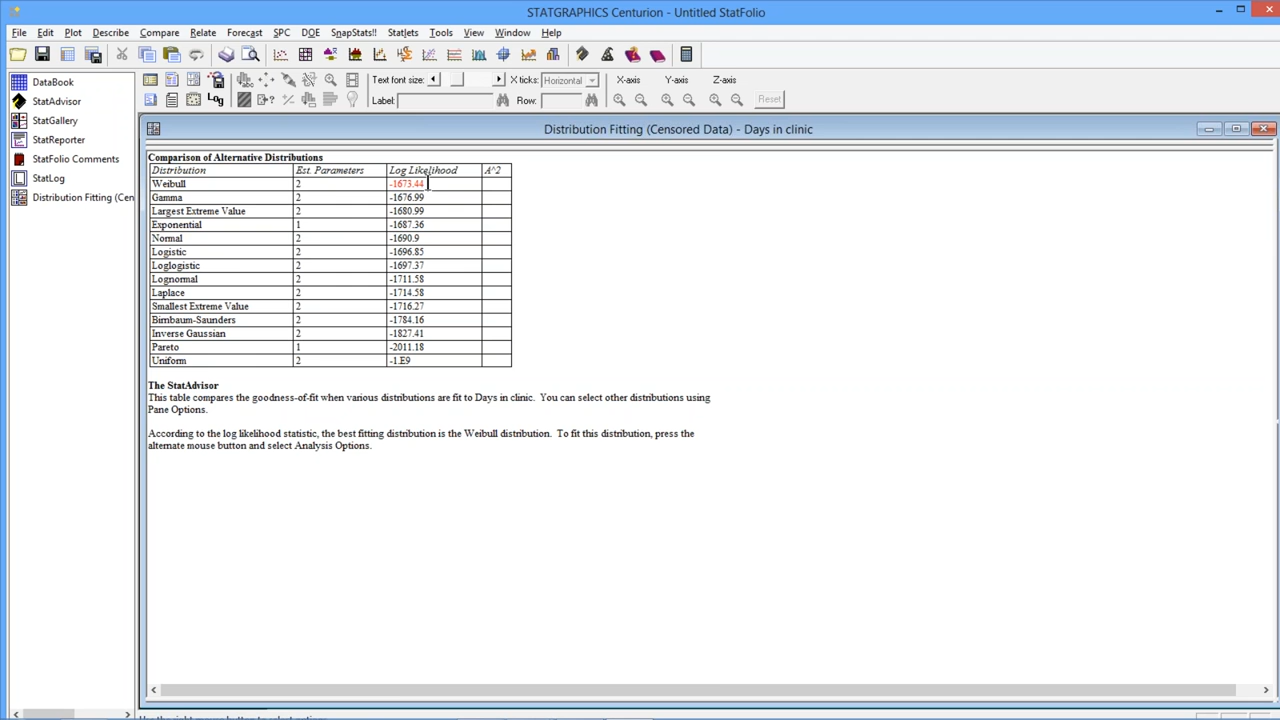 STATGRAPHICS Centurion - Untitled StatFolio
File Edit Plot Describe Compare Relate Forecast SPC DOE SnapStats!! StatLets Tools View Window Help
Text font size: X ticks: Horizontal X-axis Y-axis Z-axis
Log Label: Row: Reset
DataBook
StatAdvisor
StatGallery
StatReporter
StatFolio Comments
StatLog
Distribution Fitting (Cen
Distribution Fitting (Censored Data) - Days in clinic
Comparison of Alternative Distributions
Distribution Est. Parameters Log Likelihood A^2
Weibull 2 -1673.44
Gamma 2 -1676.99
Largest Extreme Value 2 -1680.99
Exponential 1 -1687.36
Normal 2 -1690.9
Logistic 2 -1696.85
Loglogistic 2 -1697.37
Lognormal 2 -1711.58
Laplace 2 -1714.58
Smallest Extreme Value 2 -1716.27
Birnbaum-Saunders 2 -1784.16
Inverse Gaussian 2 -1827.41
Pareto 1 -2011.18
Uniform 2 -1.E9
The StatAdvisor
This table compares the goodness-of-fit when various distributions are fit to Days in clinic. You can select other distributions using
Pane Options.
According to the log likelihood statistic, the best fitting distribution is the Weibull distribution. To fit this distribution, press the
alternate mouse button and select Analysis Options.